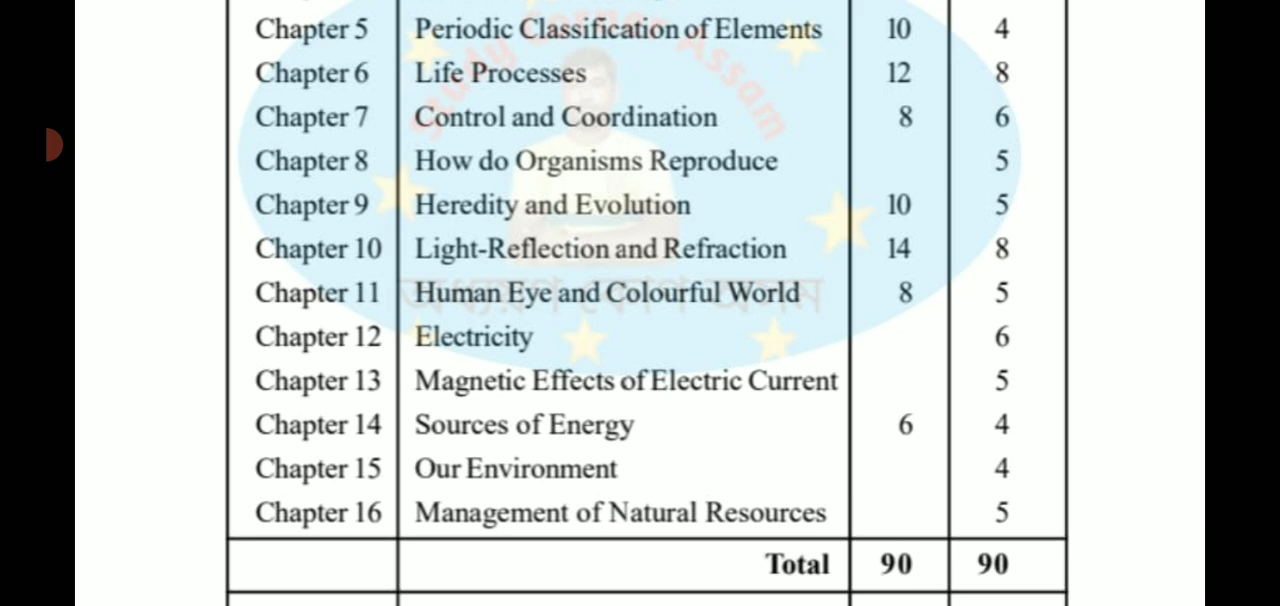 Study Corner Assam
Chapter 5 Periodic Classification of Elements 10 4
Chapter 6 Life Processes 12 8
Chapter 7 Control and Coordination 8 6
Chapter 8 How do Organisms Reproduce 5
Chapter 9 Heredity and Evolution 10 5
Chapter 10 Light-Reflection and Refraction 14 8
Chapter 11 Human Eye and Colourful World 8 5
Chapter 12 Electricity 6
Chapter 13 Magnetic Effects of Electric Current 5
Chapter 14 Sources of Energy 6 4
Chapter 15 Our Environment 4
Chapter 16 Management of Natural Resources 5
Total 90 90